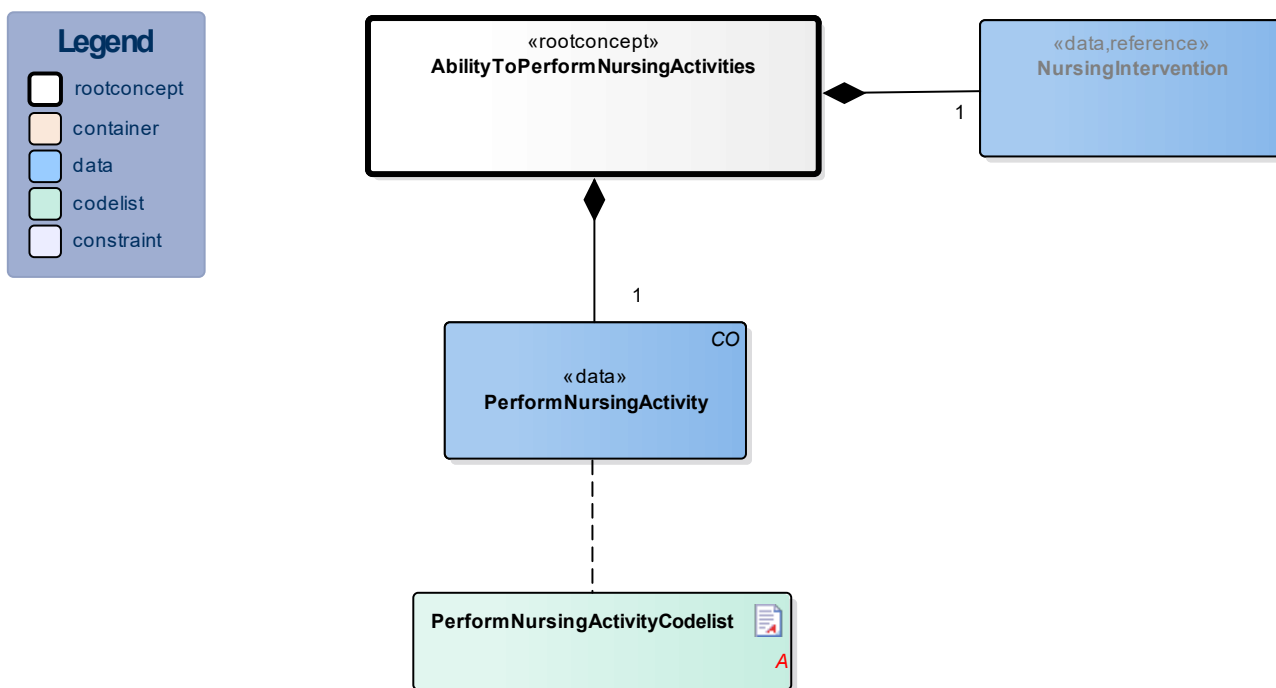 Legend
rootconcept
container
data
codelist
constraint
«rootconcept»
AbilityToPerformNursingActivities
«data,reference»
NursingIntervention
1
1
CO
«data»
PerformNursingActivity
PerformNursingActivityCodelist
A